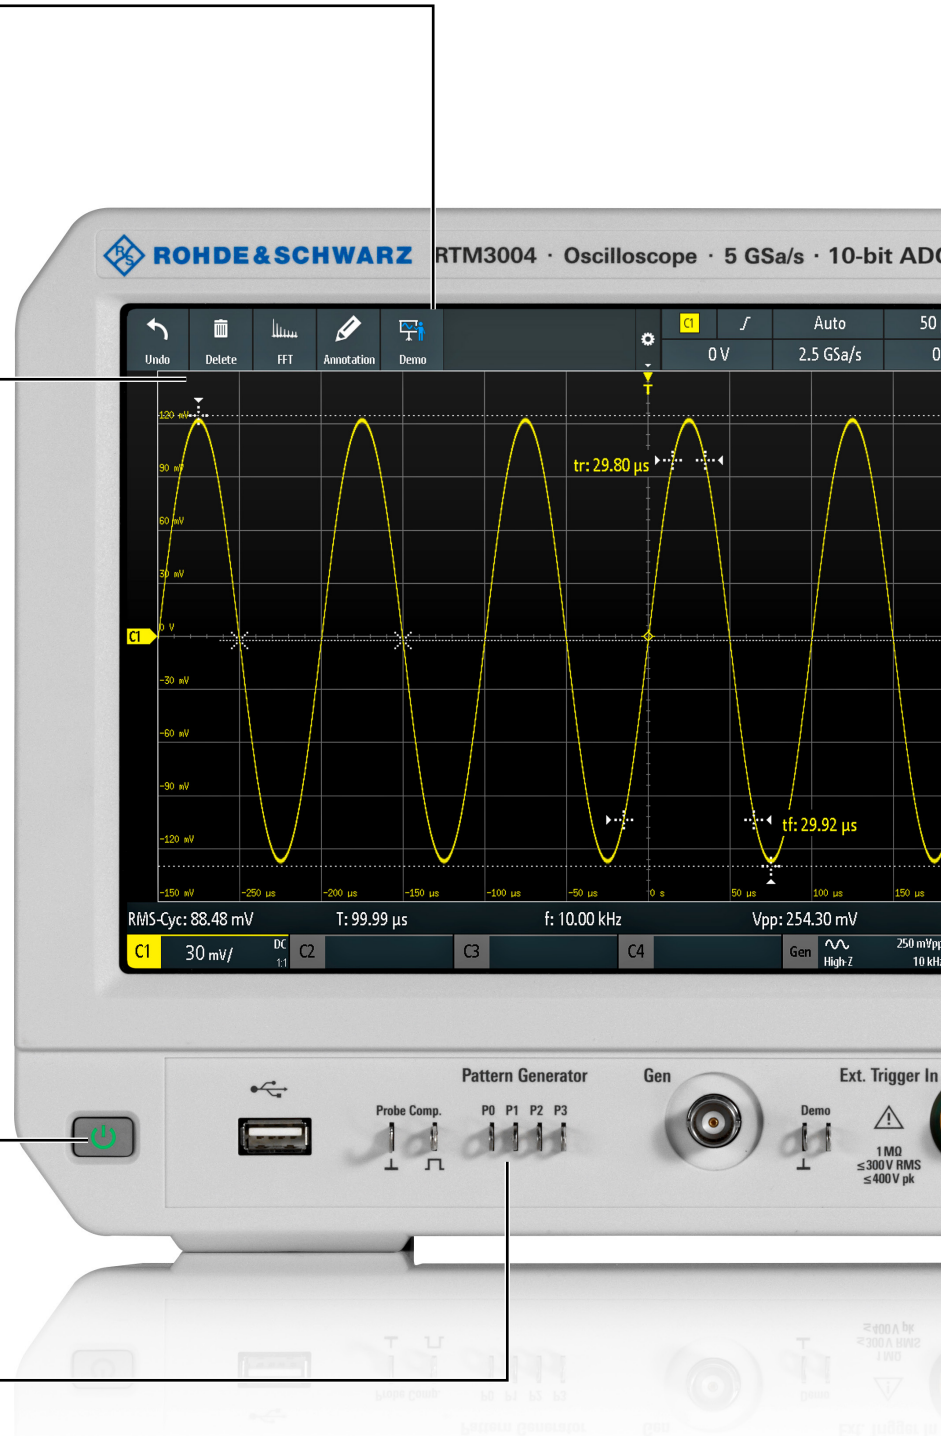 R&S ROHDE & SCHWARZ RTM3004 · Oscilloscope · 5 GSa/s · 10-bit ADC
Undo Delete FFT Annotation Demo
C1 Auto 50
0 V 2.5 GSa/s 0
T
120 mV
90 mV
tr: 29.80 µs
60 mV
30 mV
C1 0 V
-30 mV
-60 mV
-90 mV
tf: 29.92 µs
-120 mV
-150 mV -250 µs -200 µs -150 µs -100 µs -50 µs 0 s 50 µs 100 µs 150 µs
RMS-Cyc: 88.48 mV T: 99.99 µs f: 10.00 kHz Vpp: 254.30 mV
C1 30 mV/ DC 1:1 C2 C3 C4 Gen High-Z 250 mVpp 10 kHz
Pattern Generator Gen Ext. Trigger In
Probe Comp. P0 P1 P2 P3 Demo
1 MΩ
≤300 V RMS
≤400 V pk